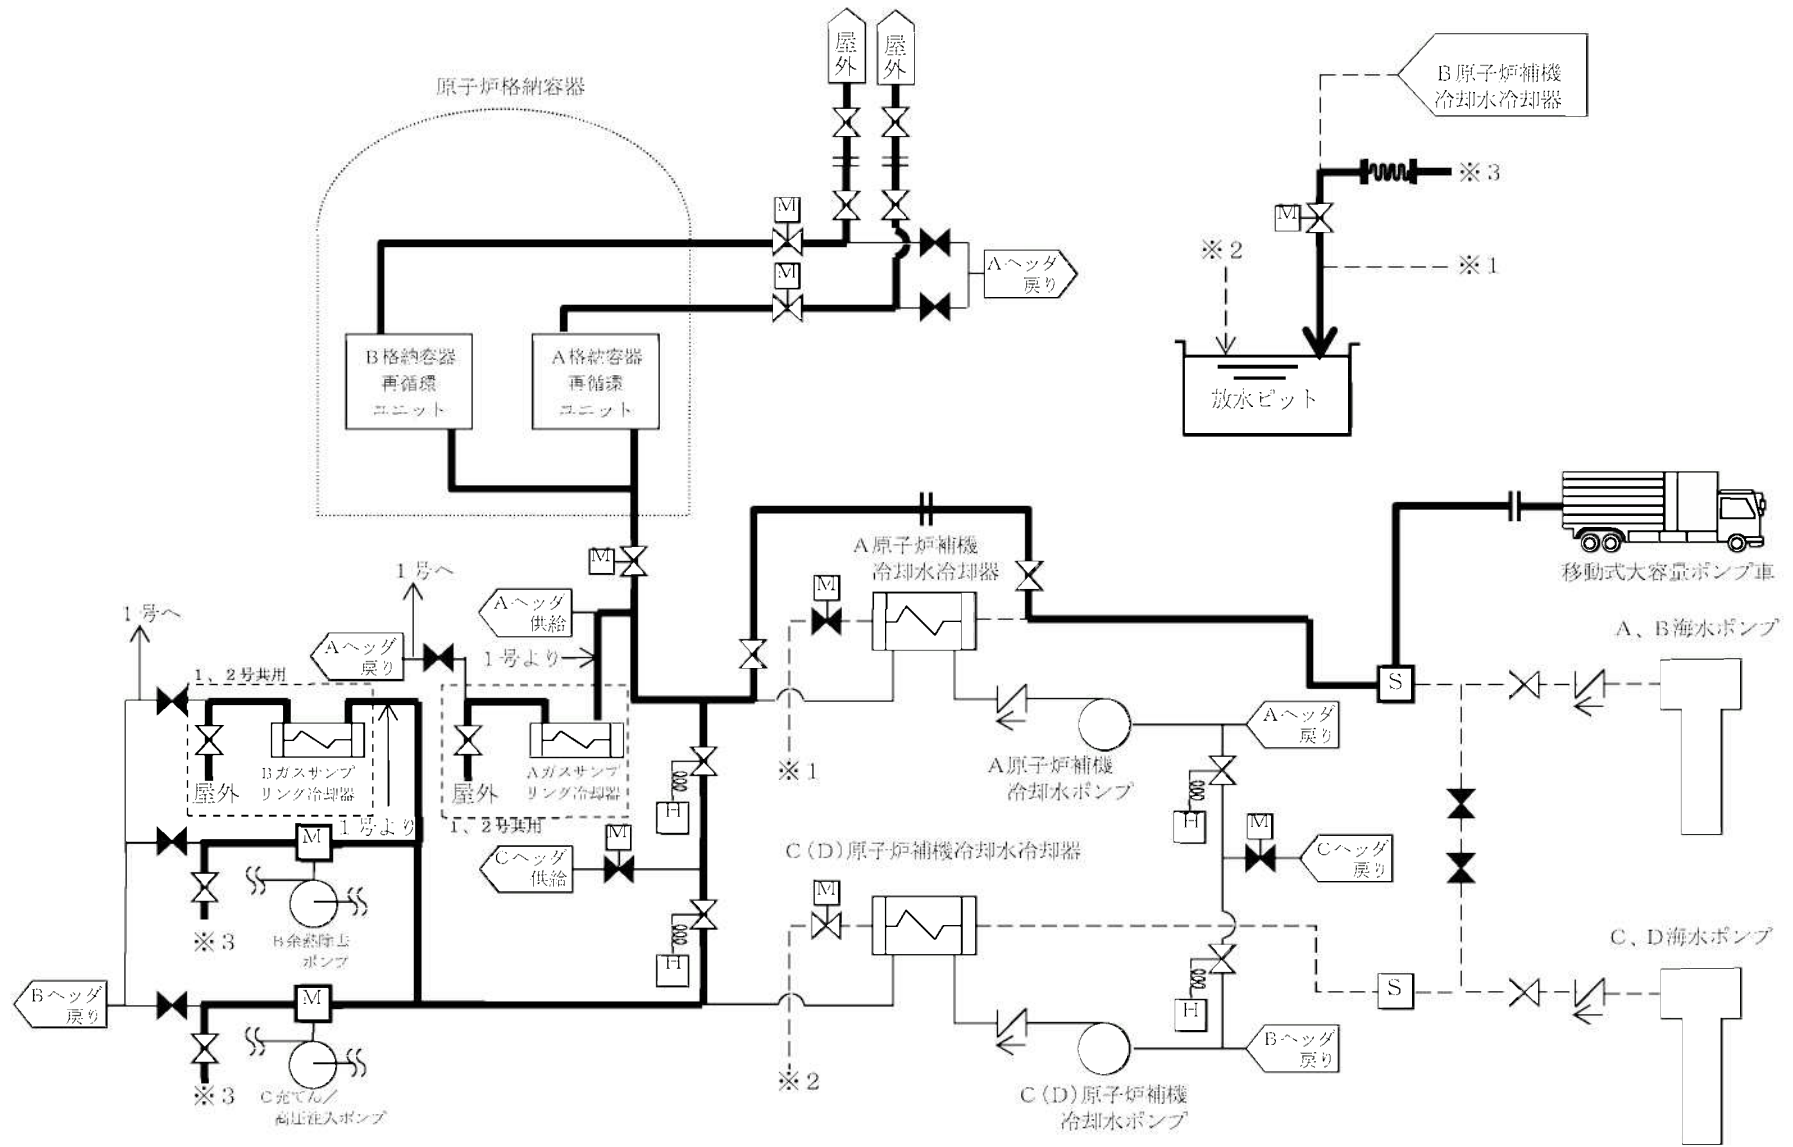 屋外
屋外
原子炉格納容器
B原子炉補機
冷却水冷却器
※3
M
M
※2
M
※1
Aヘッダ
戻り
B格納容器
再循環
ユニット
A格納容器
再循環
ユニット
放水ピット
A原子炉補機
冷却水冷却器
M
移動式大容量ポンプ車
1号へ
M
1号へ
Aヘッダ
供給
A、B海水ポンプ
Aヘッダ
戻り
1号より
1、2号共用
S
Aヘッダ
戻り
Bガスサンプ
リング冷却器
屋外
Aガスサンプ
リング冷却器
屋外
※1
A原子炉補機
冷却水ポンプ
H
H
1号より
1、2号共用
M
M
M
C(D)原子炉補機冷却水冷却器
Cヘッダ
供給
Cヘッダ
戻り
M
※3
B余熱除去
ポンプ
H
C、D海水ポンプ
Bヘッダ
戻り
M
S
H
Bヘッダ
戻り
※3
C充てん/
高圧注入ポンプ
※2
C(D)原子炉補機
冷却水ポンプ